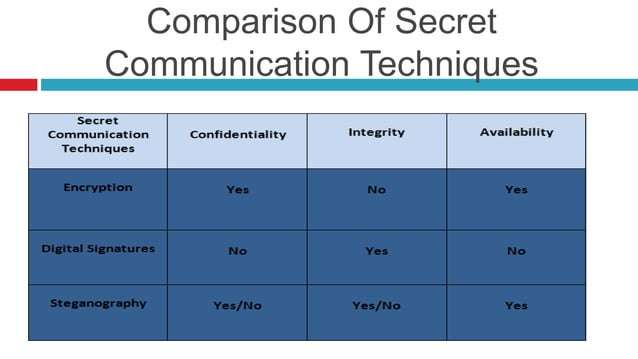 Comparison Of Secret
Communication Techniques
Secret
Communication
Techniques
Confidentiality
Integrity
Availability
Encryption
Yes
No
Yes
Digital Signatures
No
Yes
No
Steganography
Yes/No
Yes/No
Yes